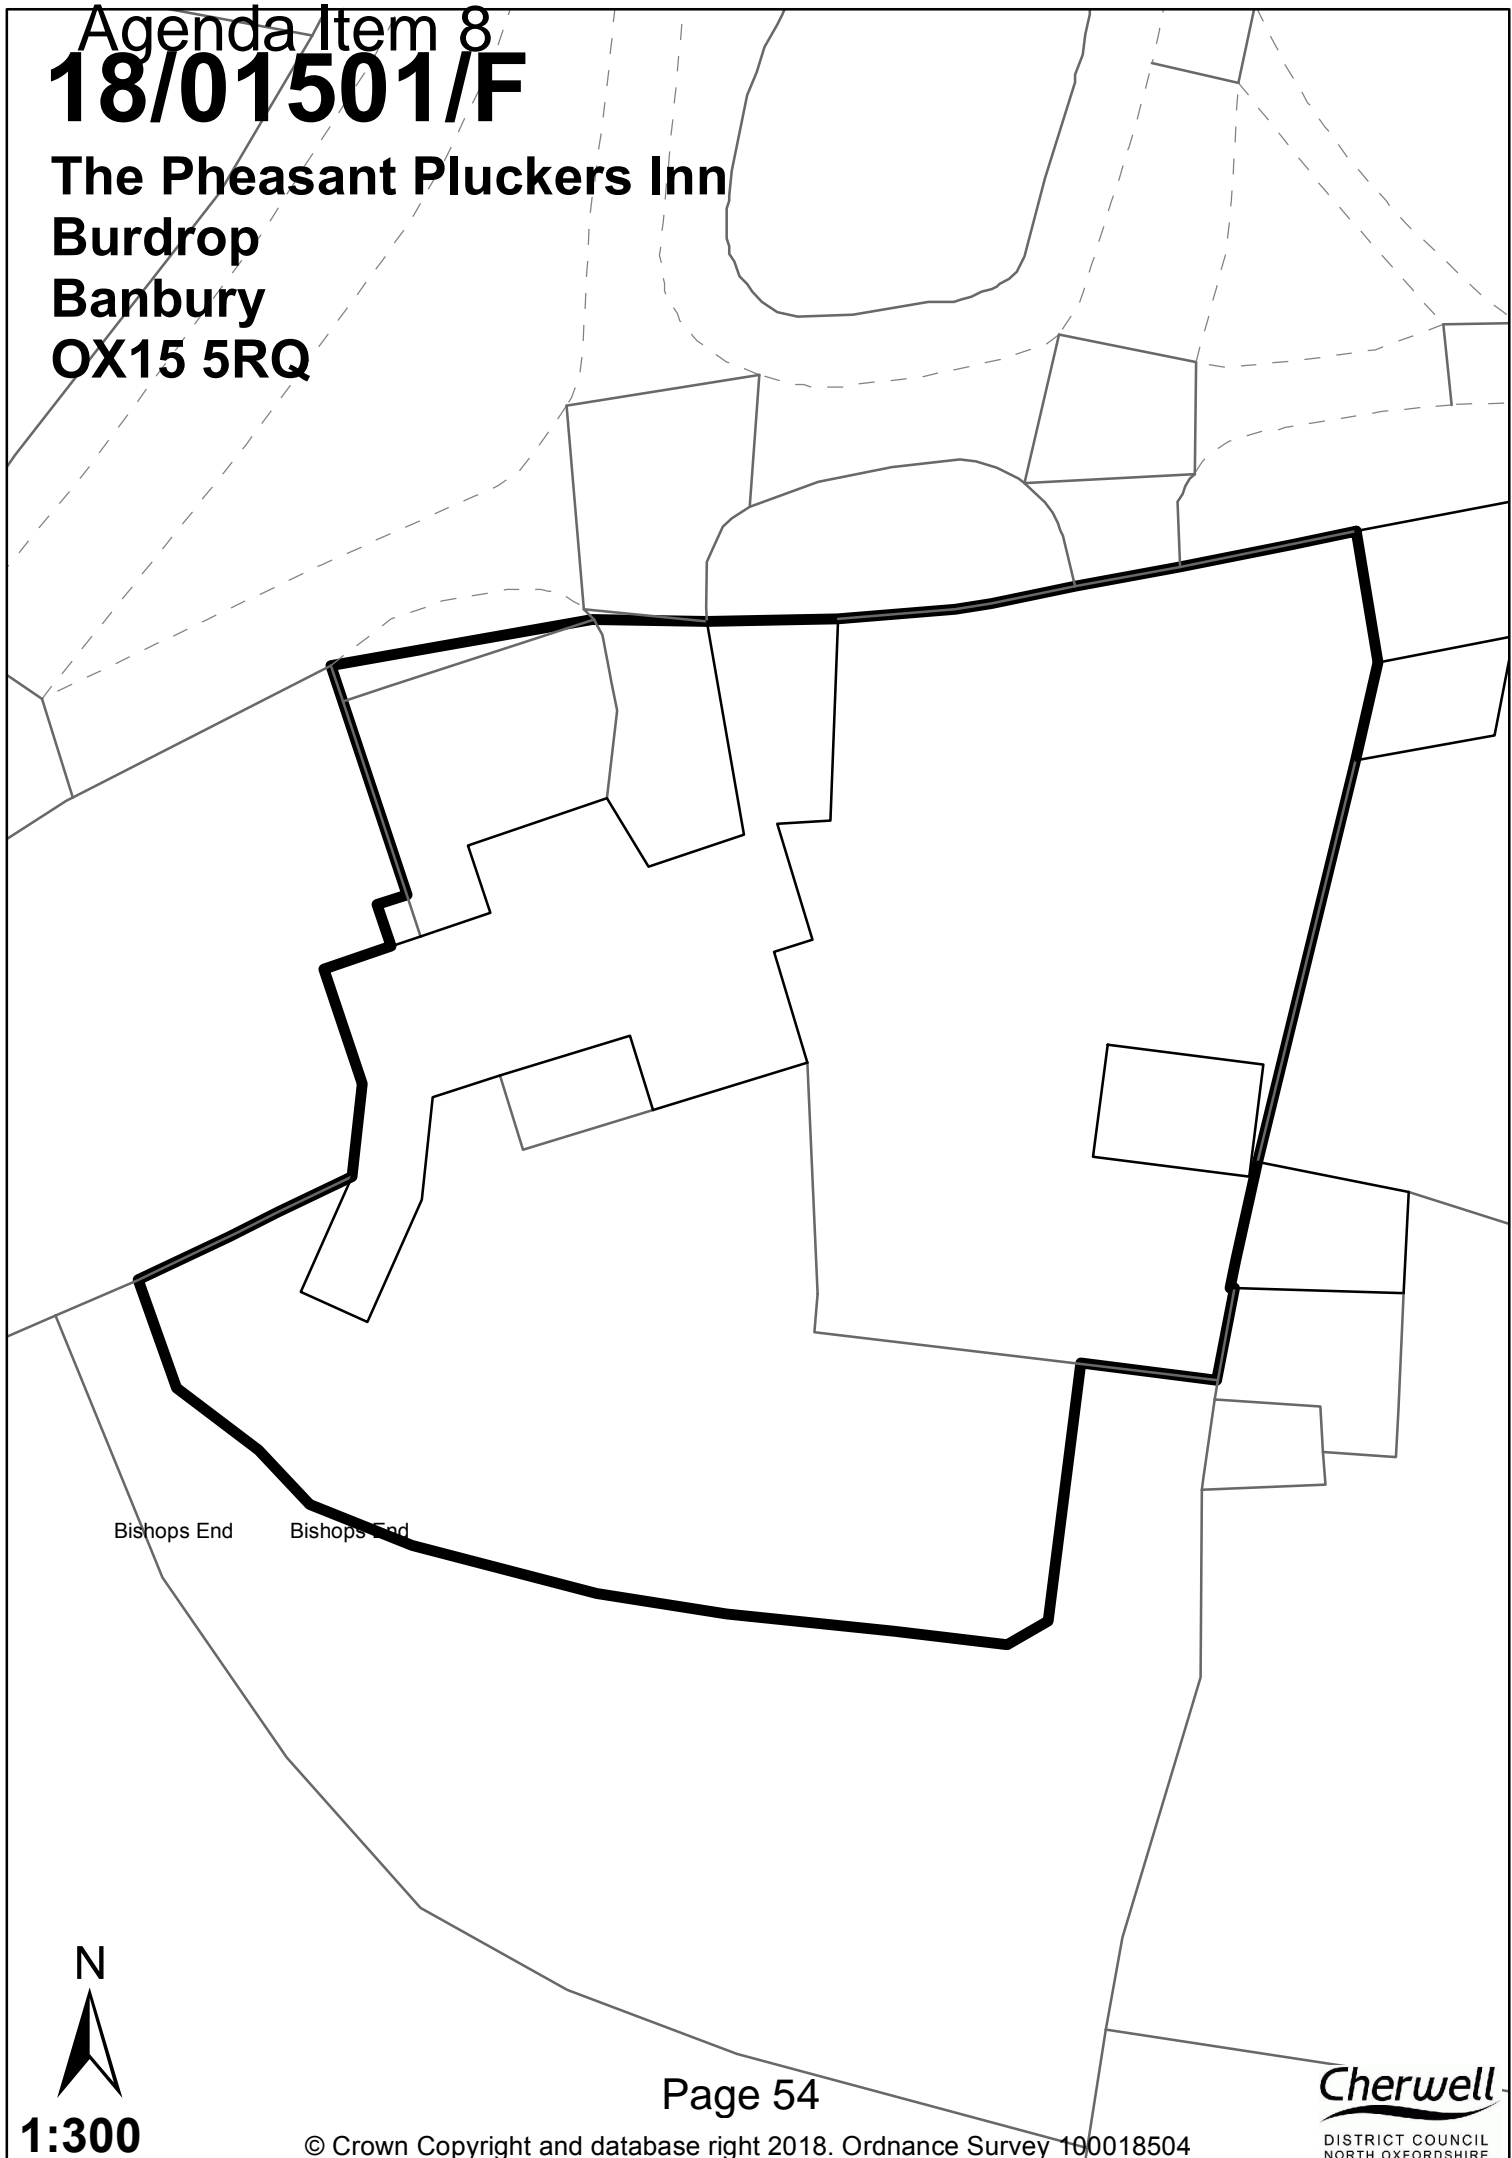 Agenda Item 8
18/01501/F
The Pheasant Pluckers Inn
Burdrop
Banbury
OX15 5RQ
Bishops End
Bishops End
N
1:300
Page 54
© Crown Copyright and database right 2018. Ordnance Survey 100018504
Cherwell
DISTRICT COUNCIL
NORTH OXFORDSHIRE